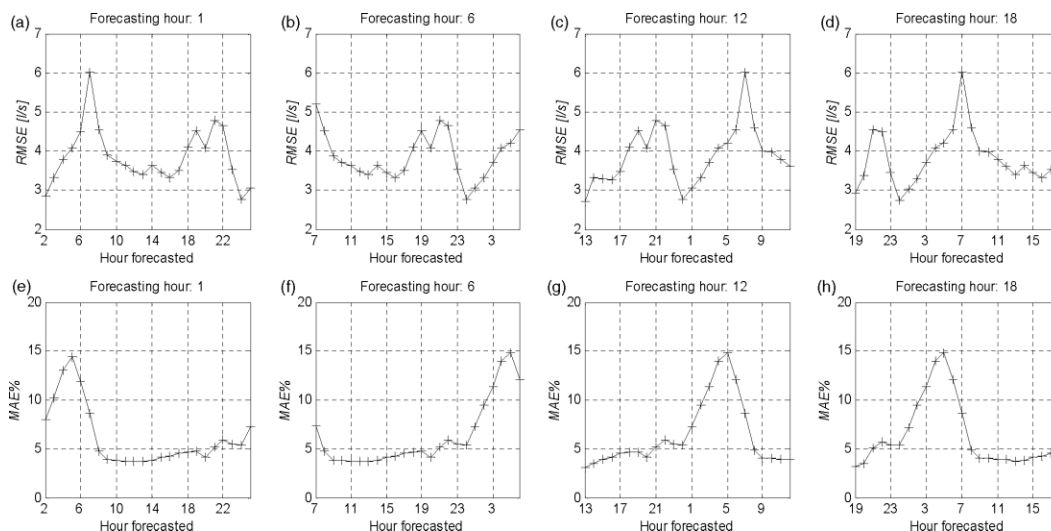 (a) Forecasting hour: 1
7
6
5
4
3
2
RMSE [l/s]
2 6 10 14 18 22
Hour forecasted
(b) Forecasting hour: 6
7
6
5
4
3
2
RMSE [l/s]
7 11 15 19 23 3
Hour forecasted
(c) Forecasting hour: 12
7
6
5
4
3
2
RMSE [l/s]
13 17 21 1 5 9
Hour forecasted
(d) Forecasting hour: 18
7
6
5
4
3
2
RMSE [l/s]
19 23 3 7 11 15
Hour forecasted
(e) Forecasting hour: 1
20
15
10
5
0
MAE%
2 6 10 14 18 22
Hour forecasted
(f) Forecasting hour: 6
20
15
10
5
0
MAE%
7 11 15 19 23 3
Hour forecasted
(g) Forecasting hour: 12
20
15
10
5
0
MAE%
13 17 21 1 5 9
Hour forecasted
(h) Forecasting hour: 18
20
15
10
5
0
MAE%
19 23 3 7 11 15
Hour forecasted